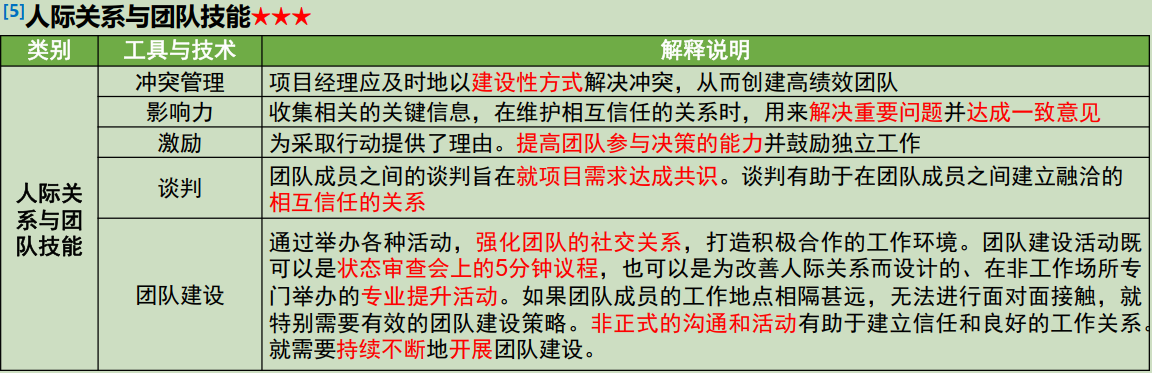 [5]人际关系与团队技能★★★
类别 工具与技术 解释说明
人际关
系与团
队技能
冲突管理 项目经理应及时地以建设性方式解决冲突，从而创建高绩效团队
影响力 收集相关的关键信息，在维护相互信任的关系时，用来解决重要问题并达成一致意见
激励 为采取行动提供了理由。提高团队参与决策的能力并鼓励独立工作
谈判 团队成员之间的谈判旨在就项目需求达成共识。谈判有助于在团队成员之间建立融洽的
相互信任的关系
团队建设 通过举办各种活动，强化团队的社交关系，打造积极合作的工作环境。团队建设活动既
可以是状态审查会上的5分钟议程，也可以是为改善人际关系而设计的、在非工作场所专
门举办的专业提升活动。如果团队成员的工作地点相隔甚远，无法进行面对面接触，就
特别需要有效的团队建设策略。非正式的沟通和活动有助于建立信任和良好的工作关系。
就需要持续不断地开展团队建设。